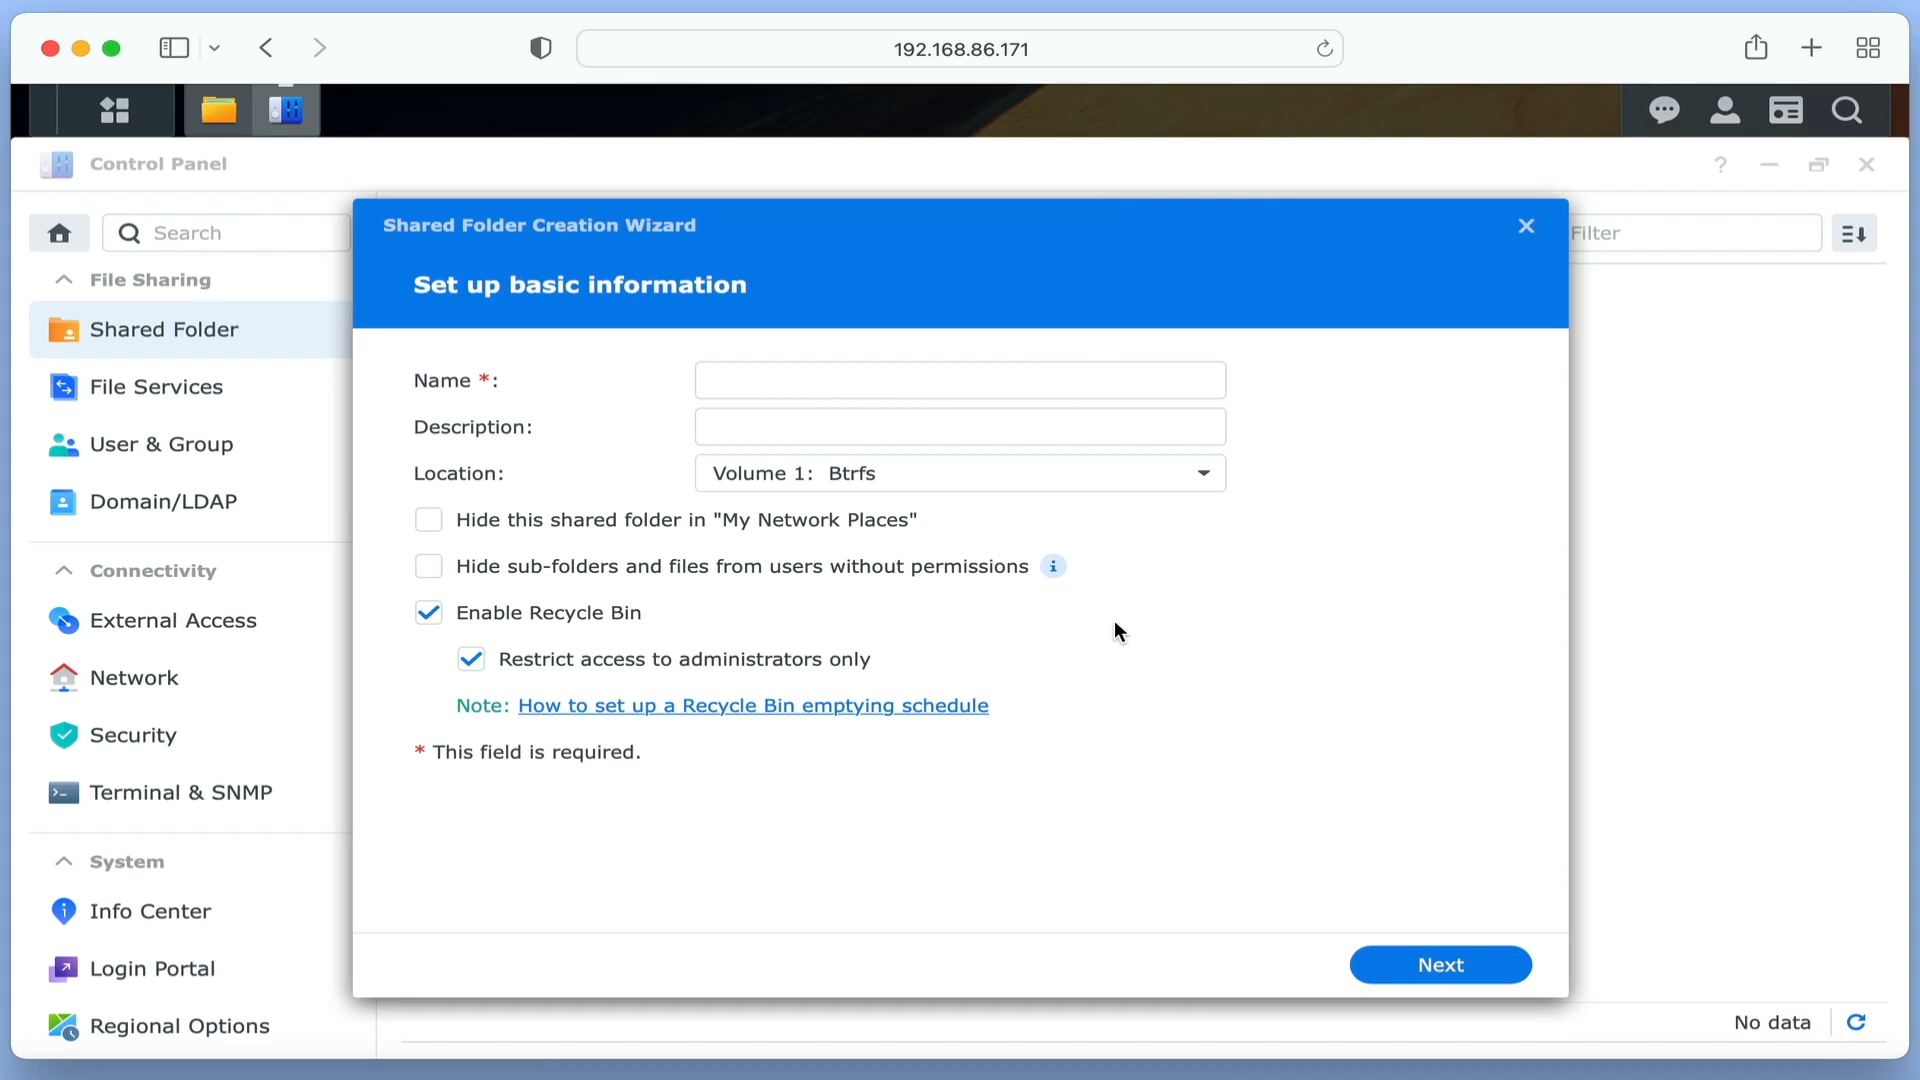 192.168.86.171
Control Panel
?
Search
Filter
File Sharing
Shared Folder
File Services
User & Group
Domain/LDAP
Connectivity
External Access
Network
Security
Terminal & SNMP
System
Info Center
Login Portal
Regional Options
Shared Folder Creation Wizard
Set up basic information
Name *:
Description:
Location:
Volume 1: Btrfs
Hide this shared folder in "My Network Places"
Hide sub-folders and files from users without permissions i
Enable Recycle Bin
Restrict access to administrators only
Note: How to set up a Recycle Bin emptying schedule
* This field is required.
Next
No data